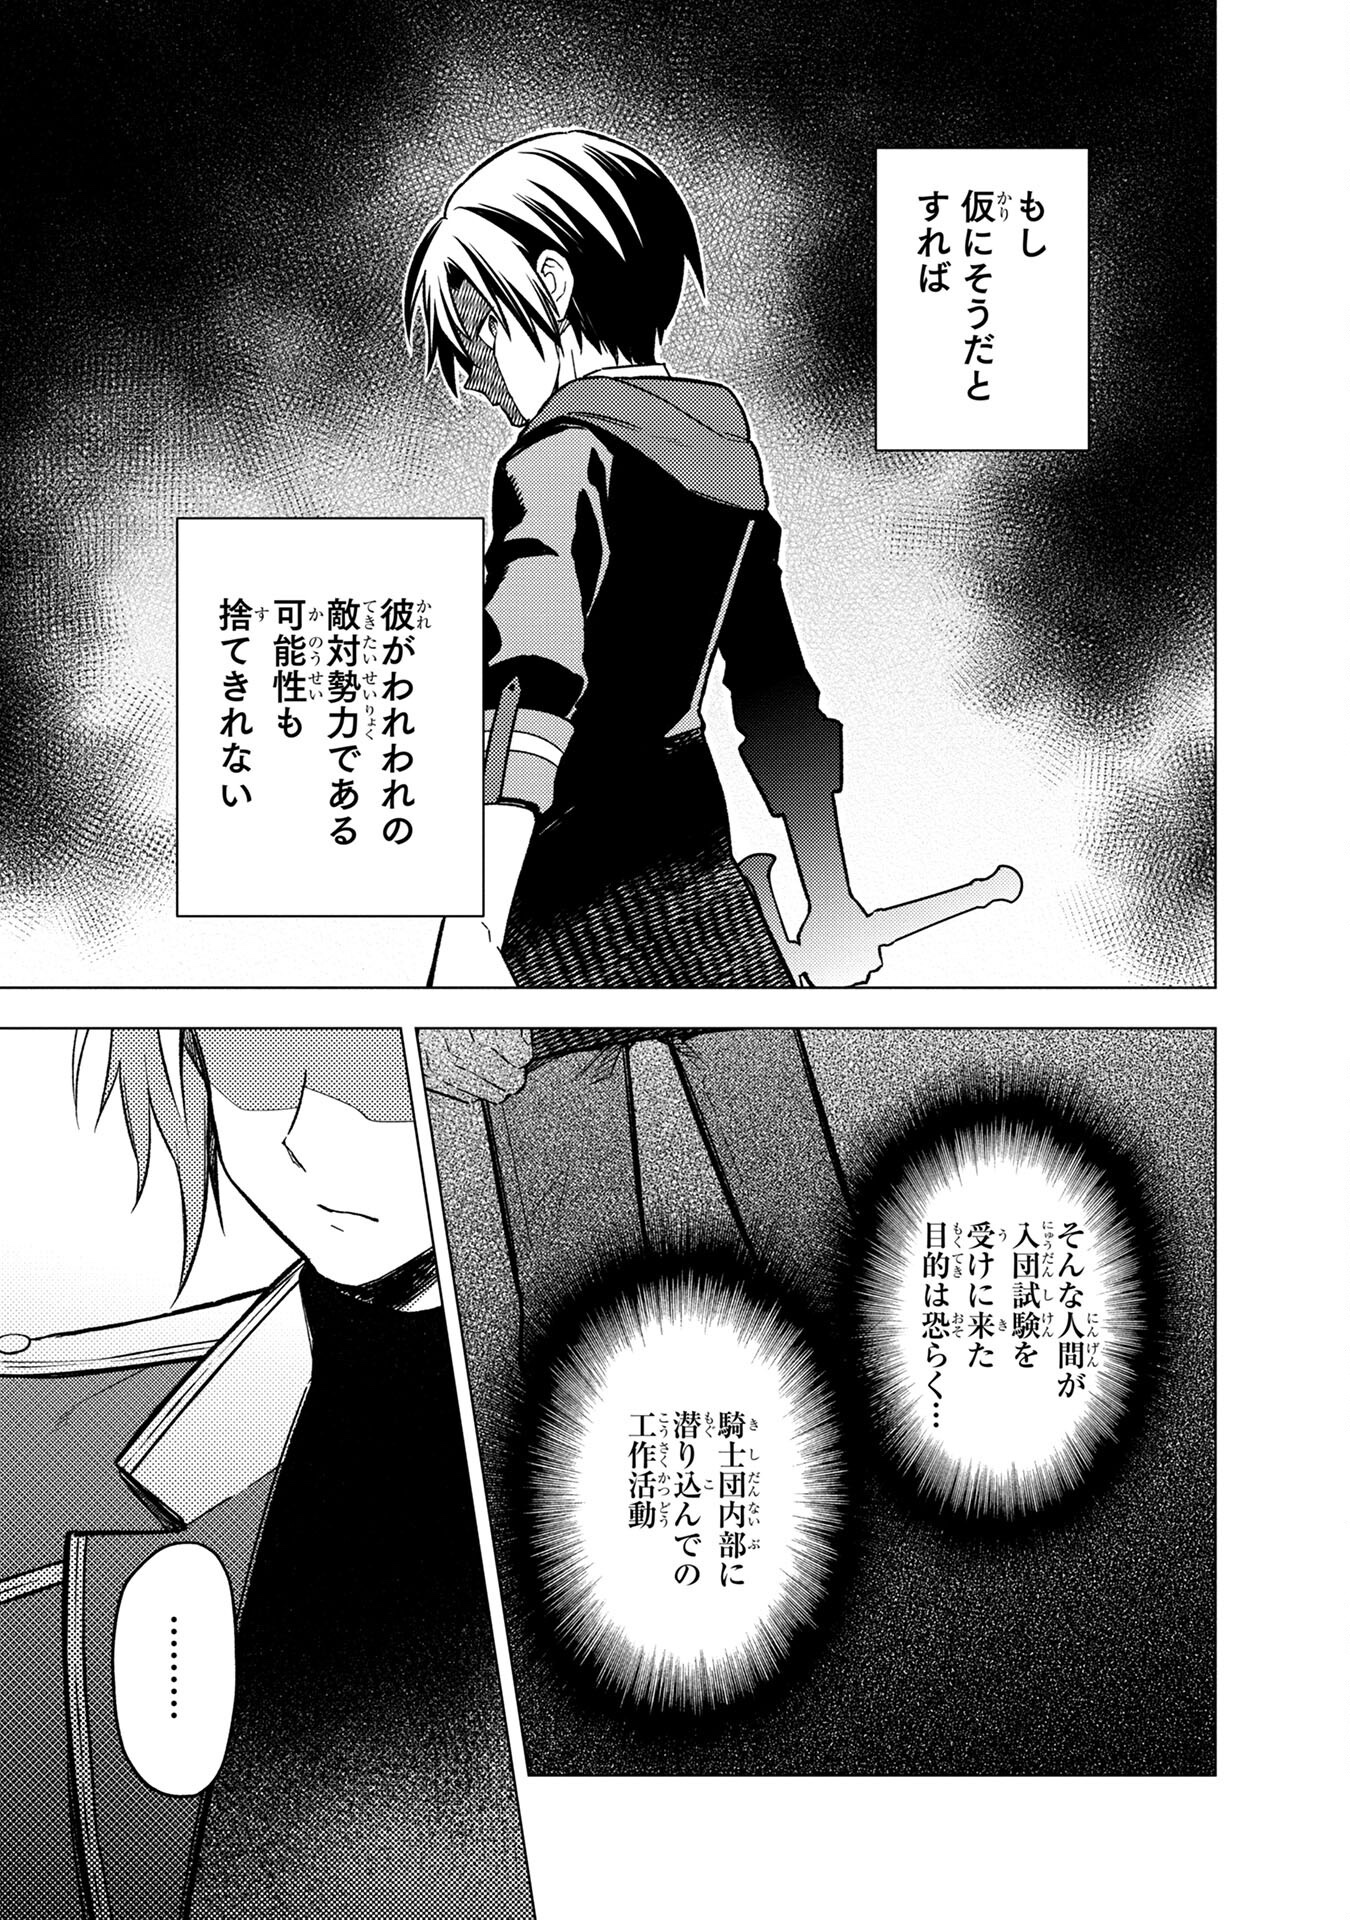 もし
仮にそうだと
すれば
彼がわれわれの
敵対勢力である
可能性も
捨てきれない
そんな人間が
入団試験を
受けに来た
目的は恐らく…
騎士団内部に
潜り込んでの
工作活動
………